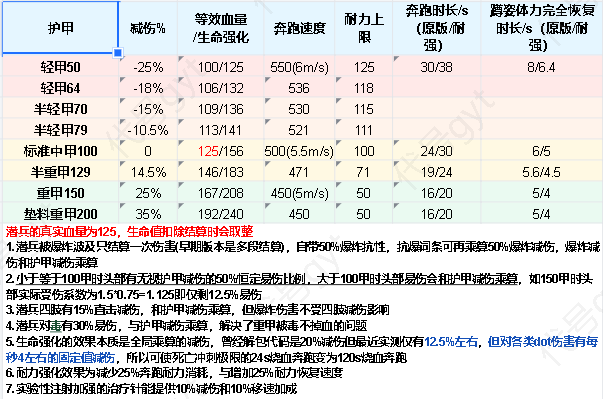 护甲 减伤% 等效血量/生命强化 奔跑速度 耐力上限 奔跑时长/s（原版/耐强） 蹲姿体力完全恢复时长/s（原版/耐强）
轻甲50 -25% 100/125 550(6m/s) 125 30/38 8/6.4
轻甲64 -18% 106/132 536 118
半轻甲70 -15% 109/136 530 115
半轻甲79 -10.5% 113/141 521 111
标准中甲100 0 125/156 500(5.5m/s) 100 24/30 6/5
半重甲129 14.5% 146/183 471 71 19/24 5.6/4.5
重甲150 25% 167/208 450(5m/s) 50 16/20 5/4
垫料重甲200 35% 192/240 450 50 16/20 5/4
潜兵的真实血量为125，生命值扣除结算时会取整
1.潜兵被爆炸波及只结算一次伤害(早期版本是多段结算)，自带50%爆炸抗性，抗爆词条可再乘算50%爆炸减伤，爆炸减
伤和护甲减伤乘算
2.小于等于100甲时头部有无视护甲减伤的50%恒定易伤比例，大于100甲时头部易伤会和护甲减伤乘算，如150甲时头
部实际受伤系数为1.5*0.75=1.125即仅剩12.5%易伤
3.潜兵四肢有15%直击减伤，和护甲减伤乘算，但爆炸伤害不受四肢减伤影响
4.潜兵对毒有30%易伤，与护甲减伤乘算，解决了重甲被毒不掉血的问题
5.生命强化的效果本质是全局乘算的减伤，曾经解包代码是20%减伤但最近实测仅有12.5%左右，但对各类dot伤害有每
秒4左右的固定值减伤，所以可使死亡冲刺极限的24s烧血奔跑变为120s烧血奔跑
6.耐力强化效果为减少25%奔跑耐力消耗，与增加25%耐力恢复速度
7.实验性注射加强的治疗针能提供10%减伤和10%移速加成
代号gyt